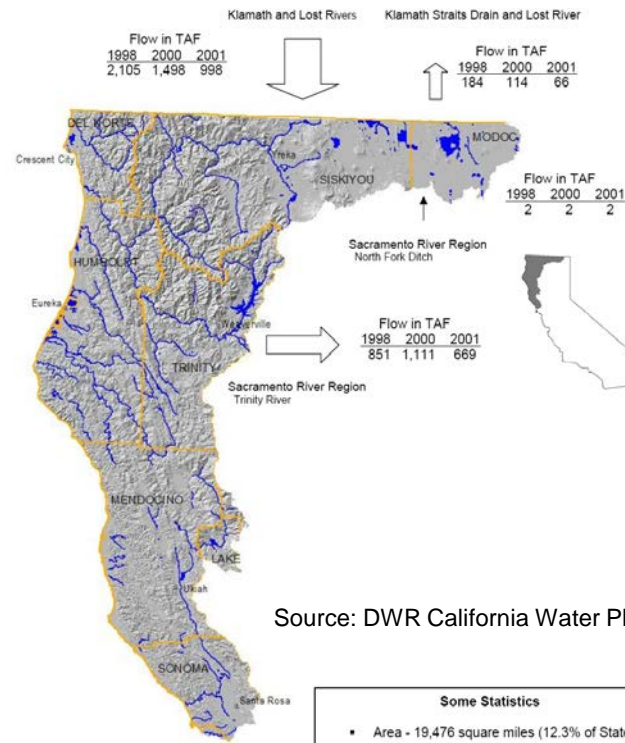 Klamath and Lost Rivers
Klamath Straits Drain and Lost River
Flow in TAF
1998 2000 2001
2,105 1,498 998
Flow in TAF
1998 2000 2001
184 114 66
DEL NORTE
MODOC
Crescent City
Yreka
SISKIYOU
Flow in TAF
1998 2000 2001
2 2 2
Sacramento River Region
North Fork Ditch
HUMBOLDT
Eureka
Weaverville
Flow in TAF
1998 2000 2001
851 1,111 669
TRINITY
Sacramento River Region
Trinity River
MENDOCINO
LAKE
Ukiah
Source: DWR California Water Pl
SONOMA
Santa Rosa
Some Statistics
▪ Area - 19,476 square miles (12.3% of State